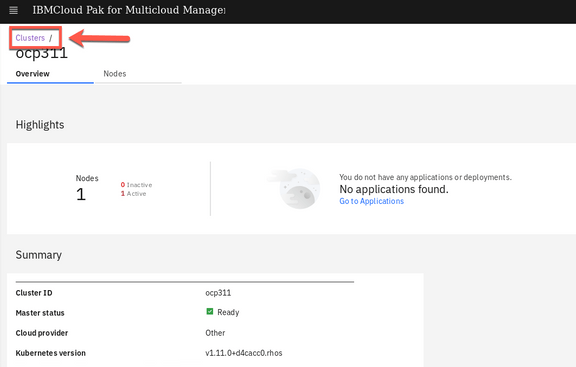 IBMCloud Pak for Multicloud Manage
Clusters /
ocp311
Overview Nodes
Highlights
Nodes
1
0 Inactive
1 Active
You do not have any applications or deployments.
No applications found.
Go to Applications
Summary
Cluster ID ocp311
Master status Ready
Cloud provider Other
Kubernetes version v1.11.0+d4cacc0.rhos